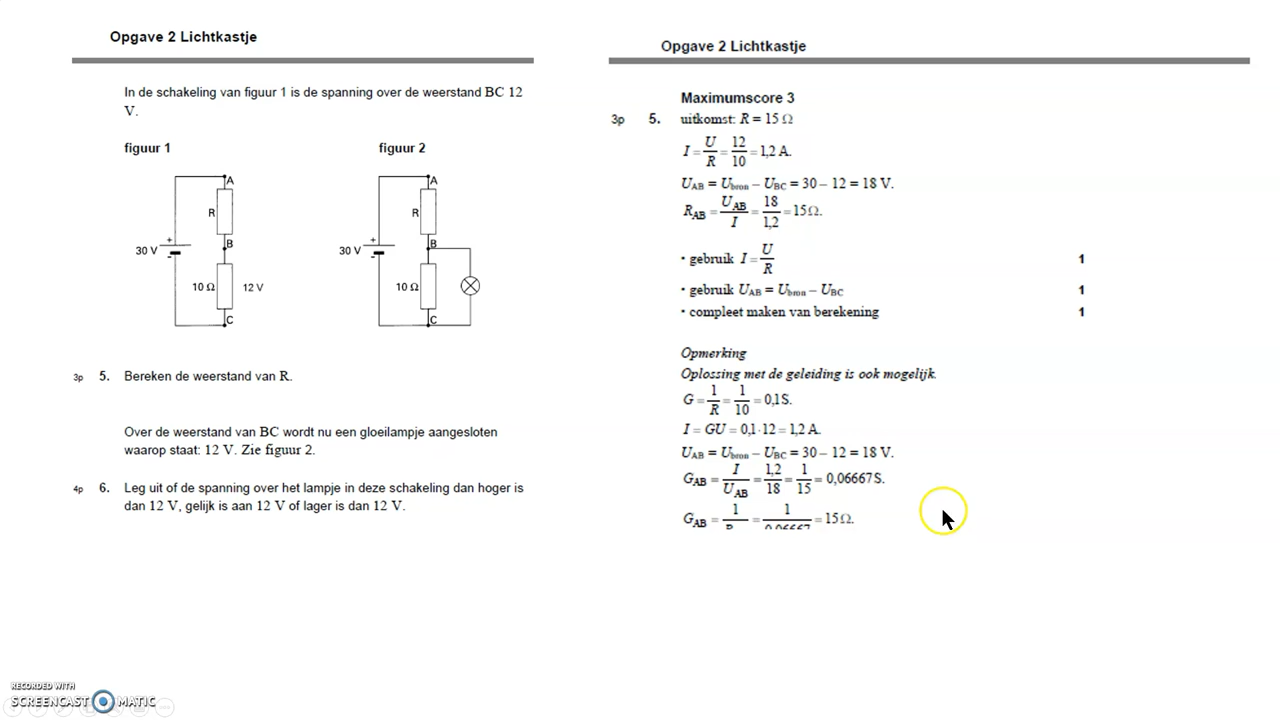 Opgave 2 Lichtkastje
In de schakeling van figuur 1 is de spanning over de weerstand BC 12
V.
figuur 1
figuur 2
A
R
B
+
30 V
-
10 Ω
12 V
C
A
R
B
+
30 V
-
10 Ω
C
3p 5. Bereken de weerstand van R.
Over de weerstand van BC wordt nu een gloeilampje aangesloten
waarop staat: 12 V. Zie figuur 2.
4p 6. Leg uit of de spanning over het lampje in deze schakeling dan hoger is
dan 12 V, gelijk is aan 12 V of lager is dan 12 V.
Opgave 2 Lichtkastje
Maximumscore 3
3p 5. uitkomst: R = 15 Ω
I = U/R = 12/10 = 1,2 A.
UAB = Ubron – UBC = 30 – 12 = 18 V.
RAB = UAB/I = 18/1,2 = 15Ω.
• gebruik I = U/R 1
• gebruik UAB = Ubron – UBC 1
• compleet maken van berekening 1
Opmerking
Oplossing met de geleiding is ook mogelijk.
G = 1/R = 1/10 = 0,1S.
I = GU = 0,1·12 = 1,2 A.
UAB = Ubron – UBC = 30 – 12 = 18 V.
GAB = I/UAB = 1,2/18 = 1/15 = 0,06667S.
GAB = 1/R = 1/0,06667 = 15Ω.
RECORDED WITH
SCREENCAST MATIC